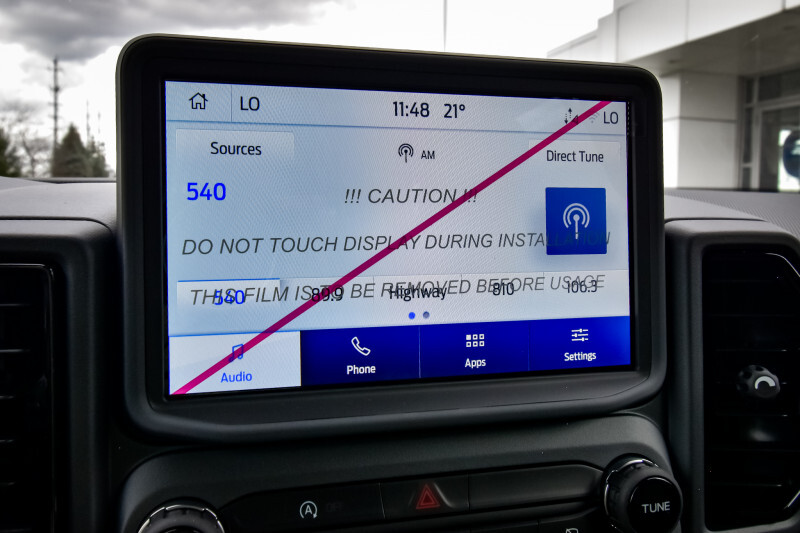 LO 11:48 21° LO
Sources AM Direct Tune
540
!!! CAUTION !!!
DO NOT TOUCH DISPLAY DURING INSTALLATION
THIS FILM IS TO BE REMOVED BEFORE USAGE
540 89.9 Highway 810 106.3
Audio Phone Apps Settings
A OFF
TUNE